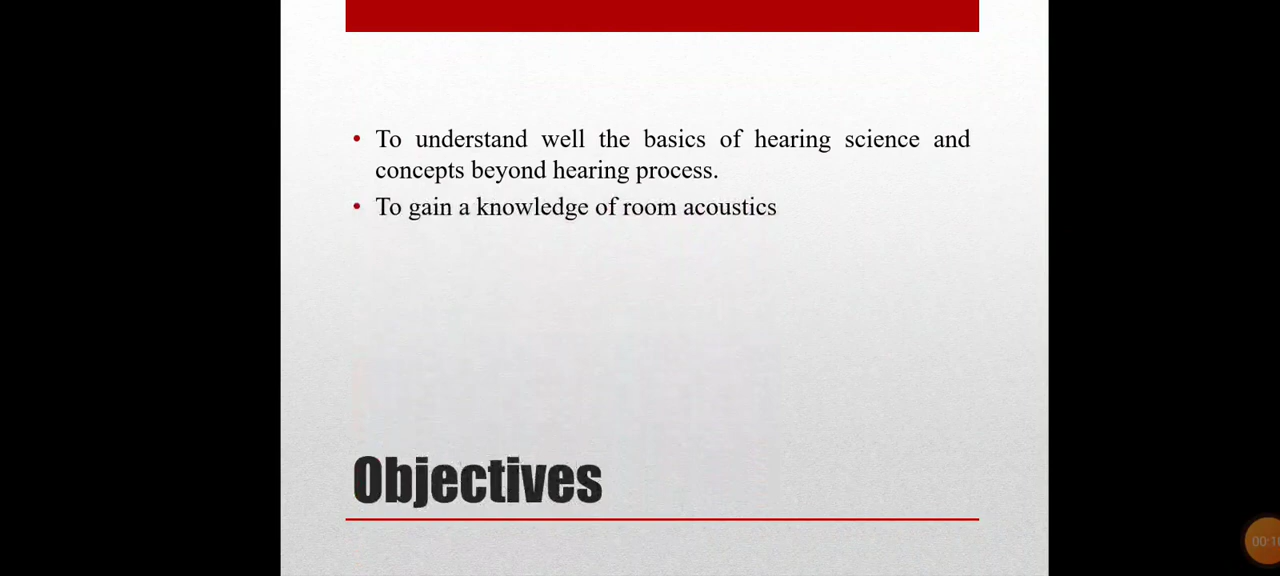 • To understand well the basics of hearing science and
concepts beyond hearing process.
• To gain a knowledge of room acoustics
Objectives